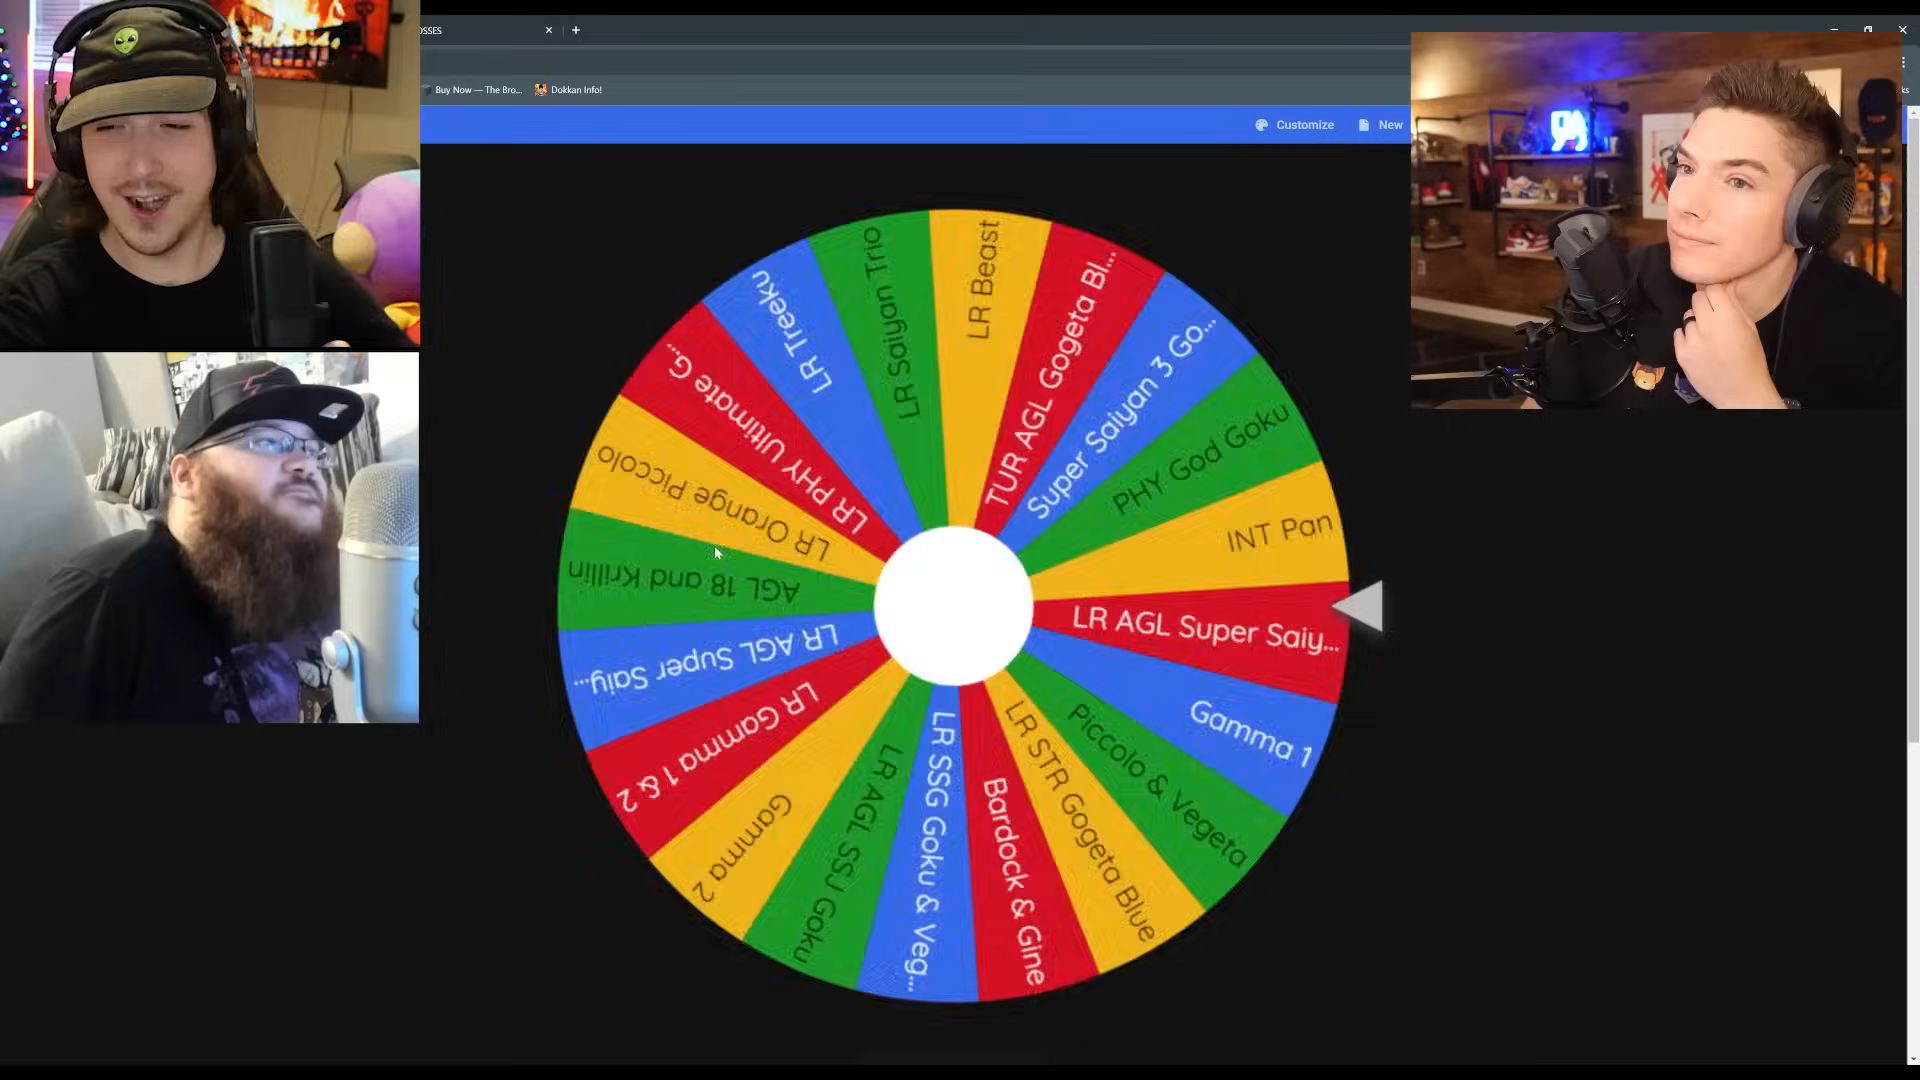 OSSES
Buy Now — The Bro...
Dokkan Info!
Customize
New
ks
LR Beast
TUR AGL Gogeta Bl...
Super Saiyan 3 Go...
PHY God Goku
INT Pan
LR AGL Super Saiy...
Gamma 1
Piccolo & Vegeta
LR STR Gogeta Blue
Bardock & Gine
LR SSG Goku & Veg...
LR AGL SSJ Goku
Gamma 2
LR Gamma 1 & 2
LR AGL Super Saiy...
AGL 18 and Krillin
LR Orange Piccolo
LR PHY Ultimate G...
LR Treeku
LR Saiyan Trio